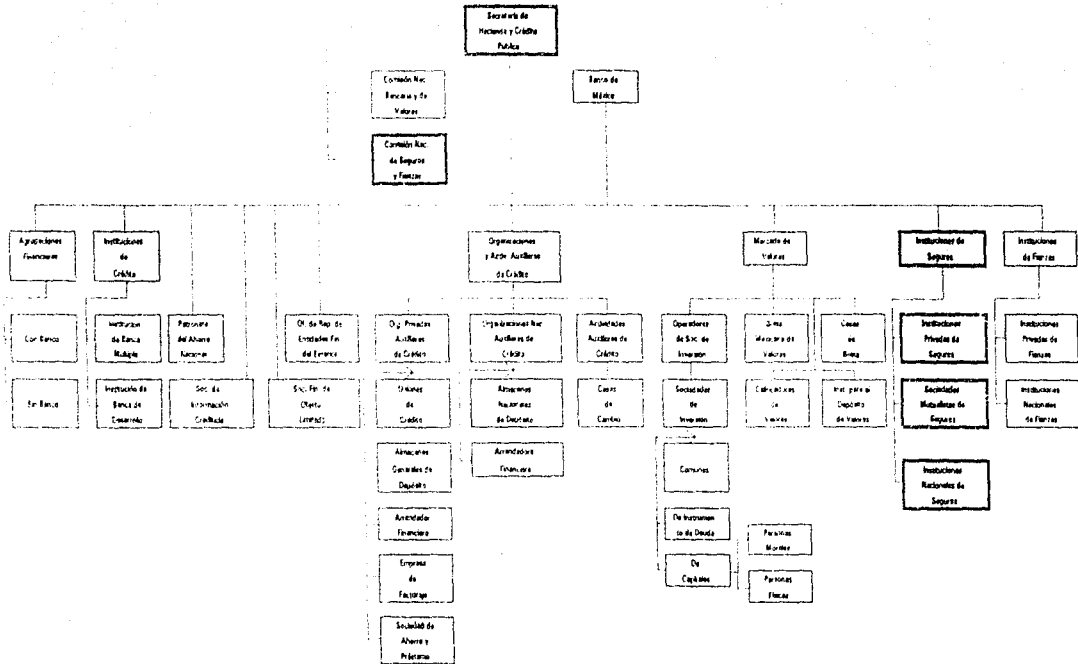 Secretaría de
Hacienda y Crédito
Pública
Comisión Nac.
Bancaria y de
Valores
Banco de
México
Comisión Nac.
de Seguros
y Fianzas
Agrupaciones
Financieras
Instituciones
de
Crédito
Organizaciones
y Activ. Auxiliares
de Crédito
Mercado de
Valores
Instituciones de
Seguros
Instituciones
de Fianzas
Con Banco
Institución
de Banca
Múltiple
Patronato
del Ahorro
Nacional
Of. de Rep. de
Entidades Fin.
del Exterior
Org. Privadas
Auxiliares
de Crédito
Organizaciones Nac.
Auxiliares de
Crédito
Actividades
Auxiliares de
Crédito
Operadoras
de Soc. de
Inversión
Bolsa
Mexicana de
Valores
Casas
de
Bolsa
Instituciones
Privadas de
Seguros
Instituciones
Privadas de
Fianzas
Sin Banco
Institución de
Banca de
Desarrollo
Soc. de
Información
Crediticia
Soc. Fin. de
Objeto
Limitado
Uniones
de
Crédito
Almacenes
Nacionales
de Depósito
Casas
de
Cambio
Sociedades
de
Inversión
Calificadoras
de
Valores
Inst. para el
Depósito
de Valores
Sociedades
Mutualistas de
Seguros
Instituciones
Nacionales
de Fianzas
Almacenes
Generales de
Depósito
Arrendadora
Financiera
Comunes
Instituciones
Nacionales de
Seguros
Arrendador
Financiero
De Instrumen
to de Deuda
Personas
Morales
Empresa
de
Factoraje
De
Capitales
Personas
Físicas
Sociedad de
Ahorro y
Préstamo